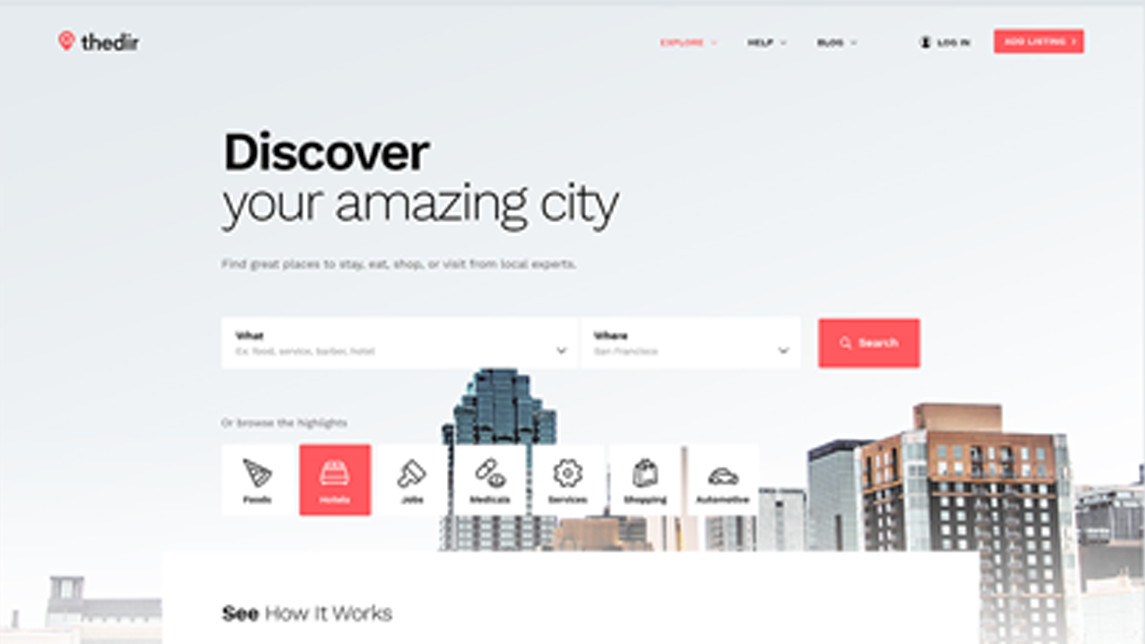 thedir
EXPLORE HELP BLOG LOG IN ADD LISTING
Discover
your amazing city
Find great places to stay, eat, shop, or visit from local experts.
What
Ex: food, service, barber, hotel
Where
San Francisco
Search
Or browse the highlights
Foods Hotels Jobs Medicals Services Shopping Automotive
See How It Works